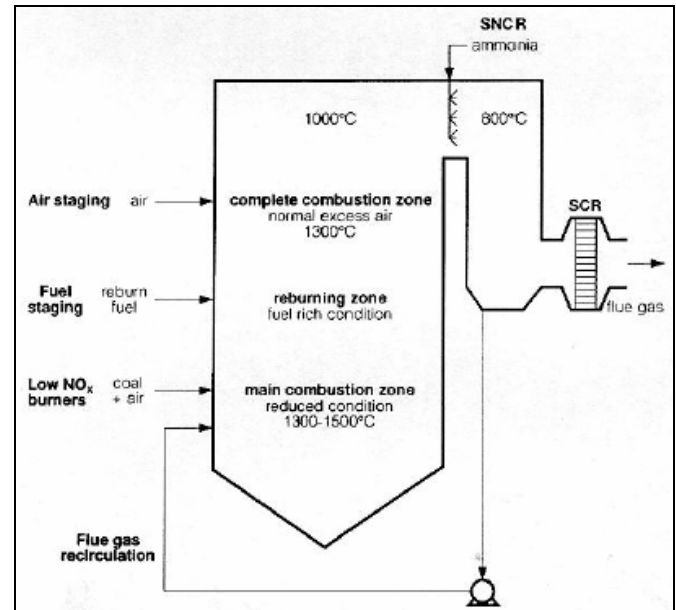 SNCR
ammonia
1000°C
800°C
Air staging air
complete combustion zone
normal excess air
1300°C
SCR
Fuel staging reburn fuel
reburning zone
fuel rich condition
flue gas
Low NOx burners coal + air
main combustion zone
reduced condition
1300-1500°C
Flue gas
recirculation